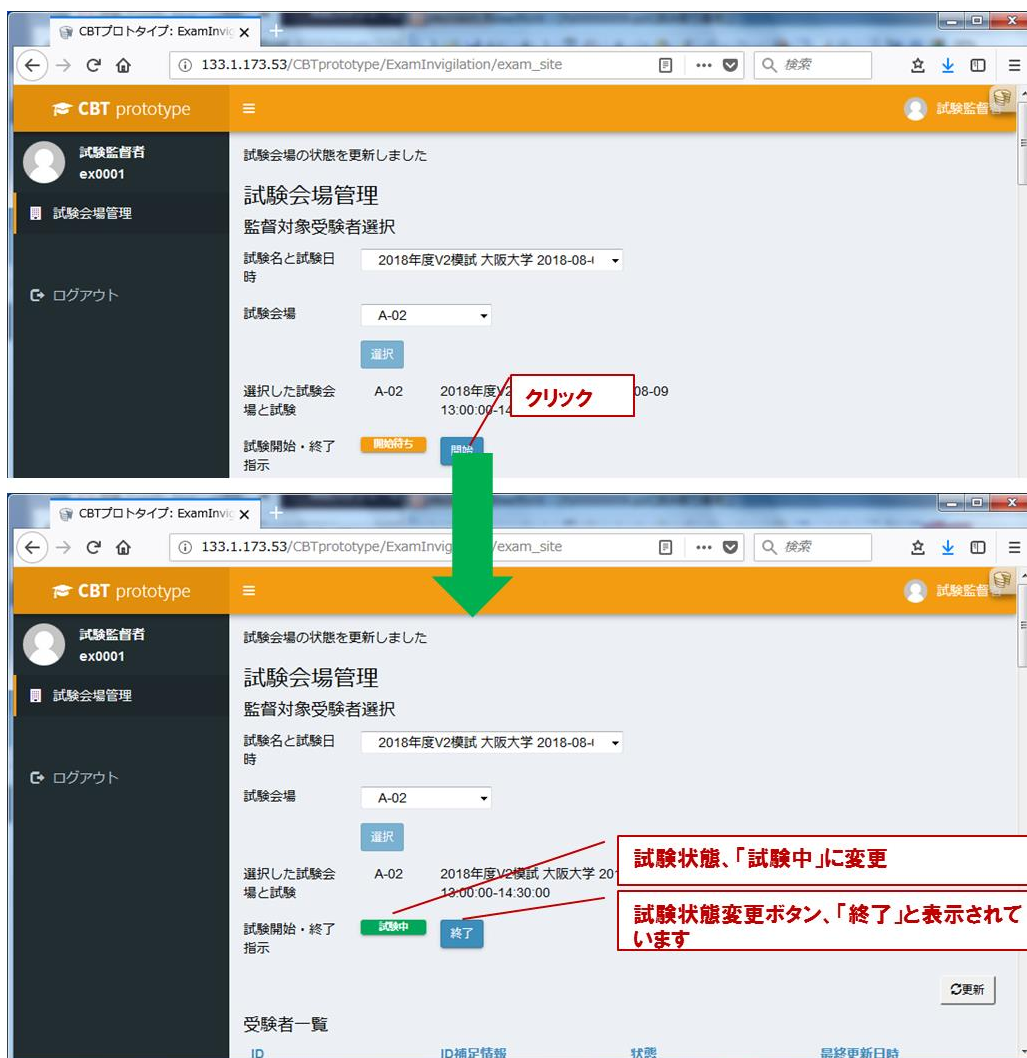 CBTプロトタイプ: ExamInvig
133.1.173.53/CBTprototype/ExamInvigilation/exam_site
検索
CBT prototype
試験監督
試験監督者
ex0001
試験会場管理
ログアウト
試験会場の状態を更新しました
試験会場管理
監督対象受験者選択
試験名と試験日時
2018年度V2模試 大阪大学 2018-08-
試験会場
A-02
選択
選択した試験会場と試験
A-02
2018年度V2
08-09
13:00:00-14
クリック
試験開始・終了指示
開始待ち
開始
CBTプロトタイプ: ExamInvig
133.1.173.53/CBTprototype/ExamInvig
/exam_site
検索
CBT prototype
試験監督
試験監督者
ex0001
試験会場管理
ログアウト
試験会場の状態を更新しました
試験会場管理
監督対象受験者選択
試験名と試験日時
2018年度V2模試 大阪大学 2018-08-
試験会場
A-02
選択
選択した試験会場と試験
A-02
2018年度V2模試 大阪大学 201
13:00:00-14:30:00
試験状態、「試験中」に変更
試験開始・終了指示
試験中
終了
試験状態変更ボタン、「終了」と表示されて
います
更新
受験者一覧
ID
ID補足情報
状態
最終更新日時